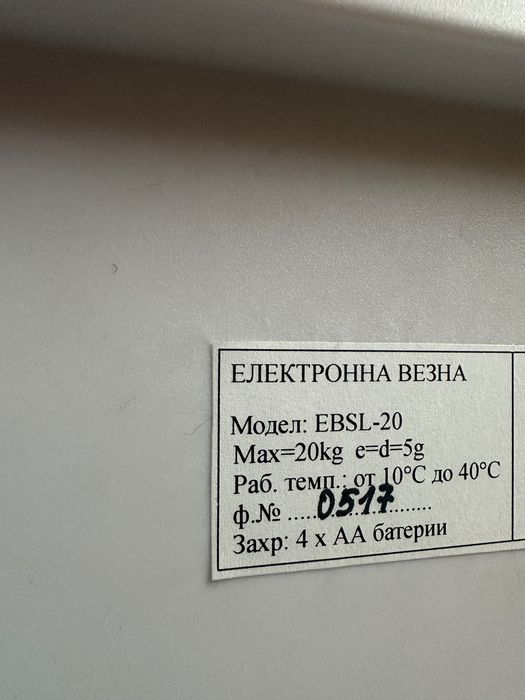 ЕЛЕКТРОННА ВЕЗНА
Модел: EBSL-20
Max=20kg e=d=5g
Раб. темп.: от 10°C до 40°C
ф.№ ......0517..........
Захр: 4 x AA батерии